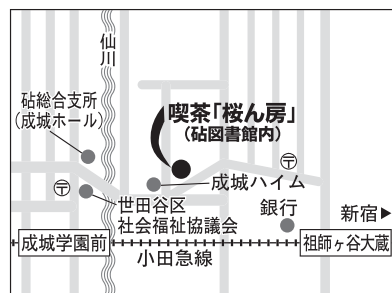 仙川
砧総合支所
(成城ホール)
喫茶「桜ん房」
(砧図書館内)
〒
〒
成城ハイム
世田谷区
社会福祉協議会
銀行
新宿▶
成城学園前
小田急線
祖師ヶ谷大蔵